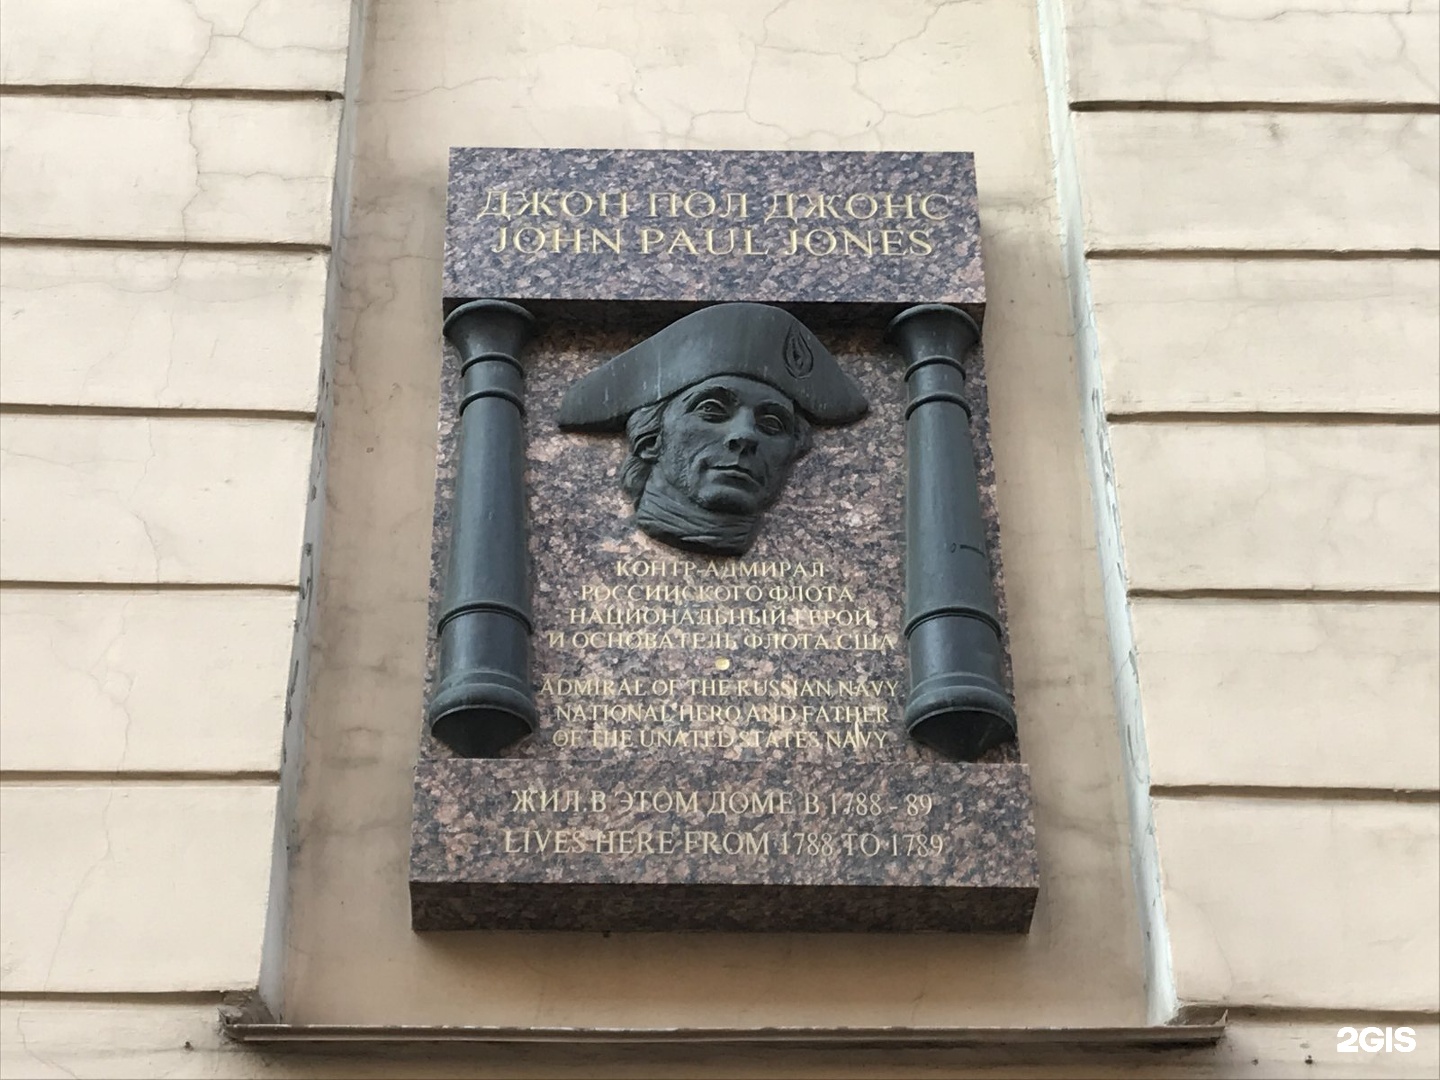 ДЖОН ПОЛ ДЖОНС
JOHN PAUL JONES
КОНТР-АДМИРАЛ
РОССИЙСКОГО ФЛОТА
НАЦИОНАЛЬНЫЙ ГЕРОЙ
И ОСНОВАТЕЛЬ ФЛОТА США
ADMIRAL OF THE RUSSIAN NAVY
NATIONAL HERO AND FATHER
OF THE UNATED STATES NAVY
ЖИЛ В ЭТОМ ДОМЕ В 1788 - 89
LIVES HERE FROM 1788 TO 1789
2GIS